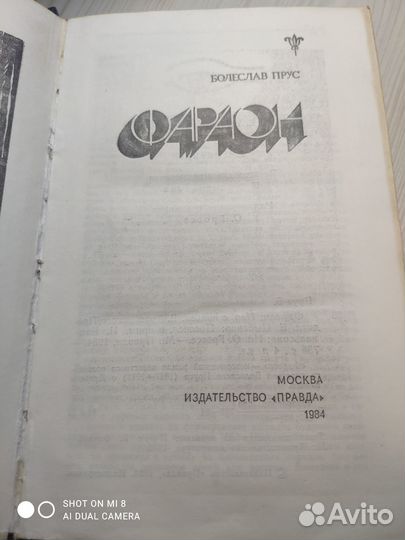 БОЛЕСЛАВ ПРУС
ФАРАОН
МОСКВА
ИЗДАТЕЛЬСТВО «ПРАВДА»
1984
SHOT ON MI 8
AI DUAL CAMERA
Avito